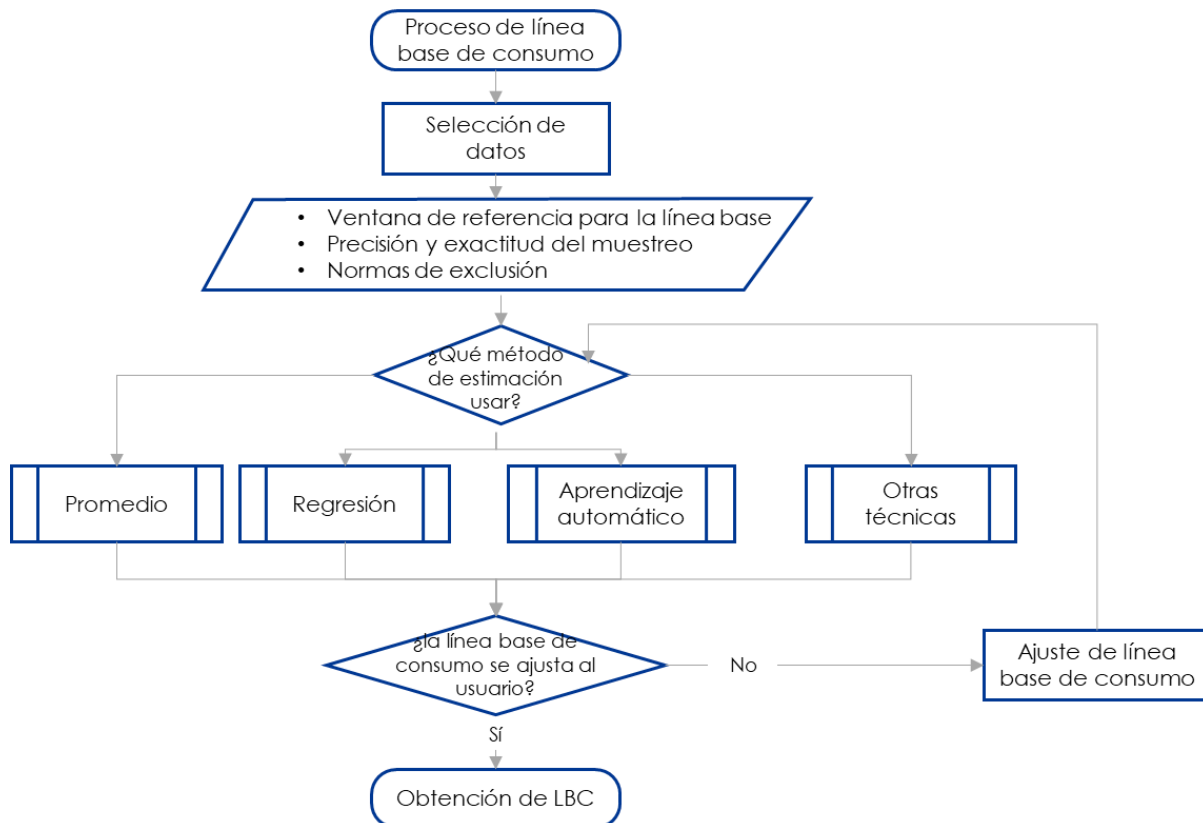 Proceso de línea
base de consumo
Selección de
datos
• Ventana de referencia para la línea base
• Precisión y exactitud del muestreo
• Normas de exclusión
¿Qué método
de estimación
usar?
Promedio
Regresión
Aprendizaje
automático
Otras
técnicas
¿la línea base de
consumo se ajusta al
usuario?
No
Ajuste de línea
base de consumo
Sí
Obtención de LBC